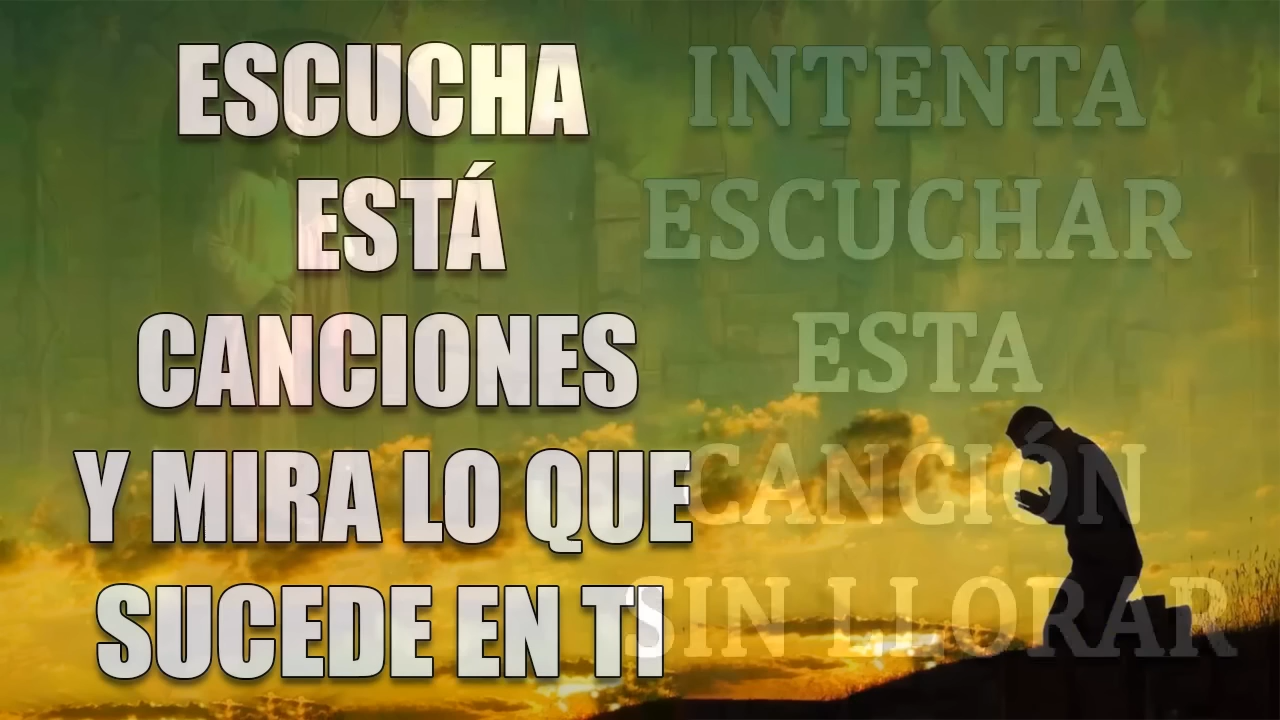 ESCUCHA
ESTÁ
CANCIONES
Y MIRA LO QUE
SUCEDE EN TI
INTENTA
ESCUCHAR
ESTA
CANCIÓN
SIN LLORAR